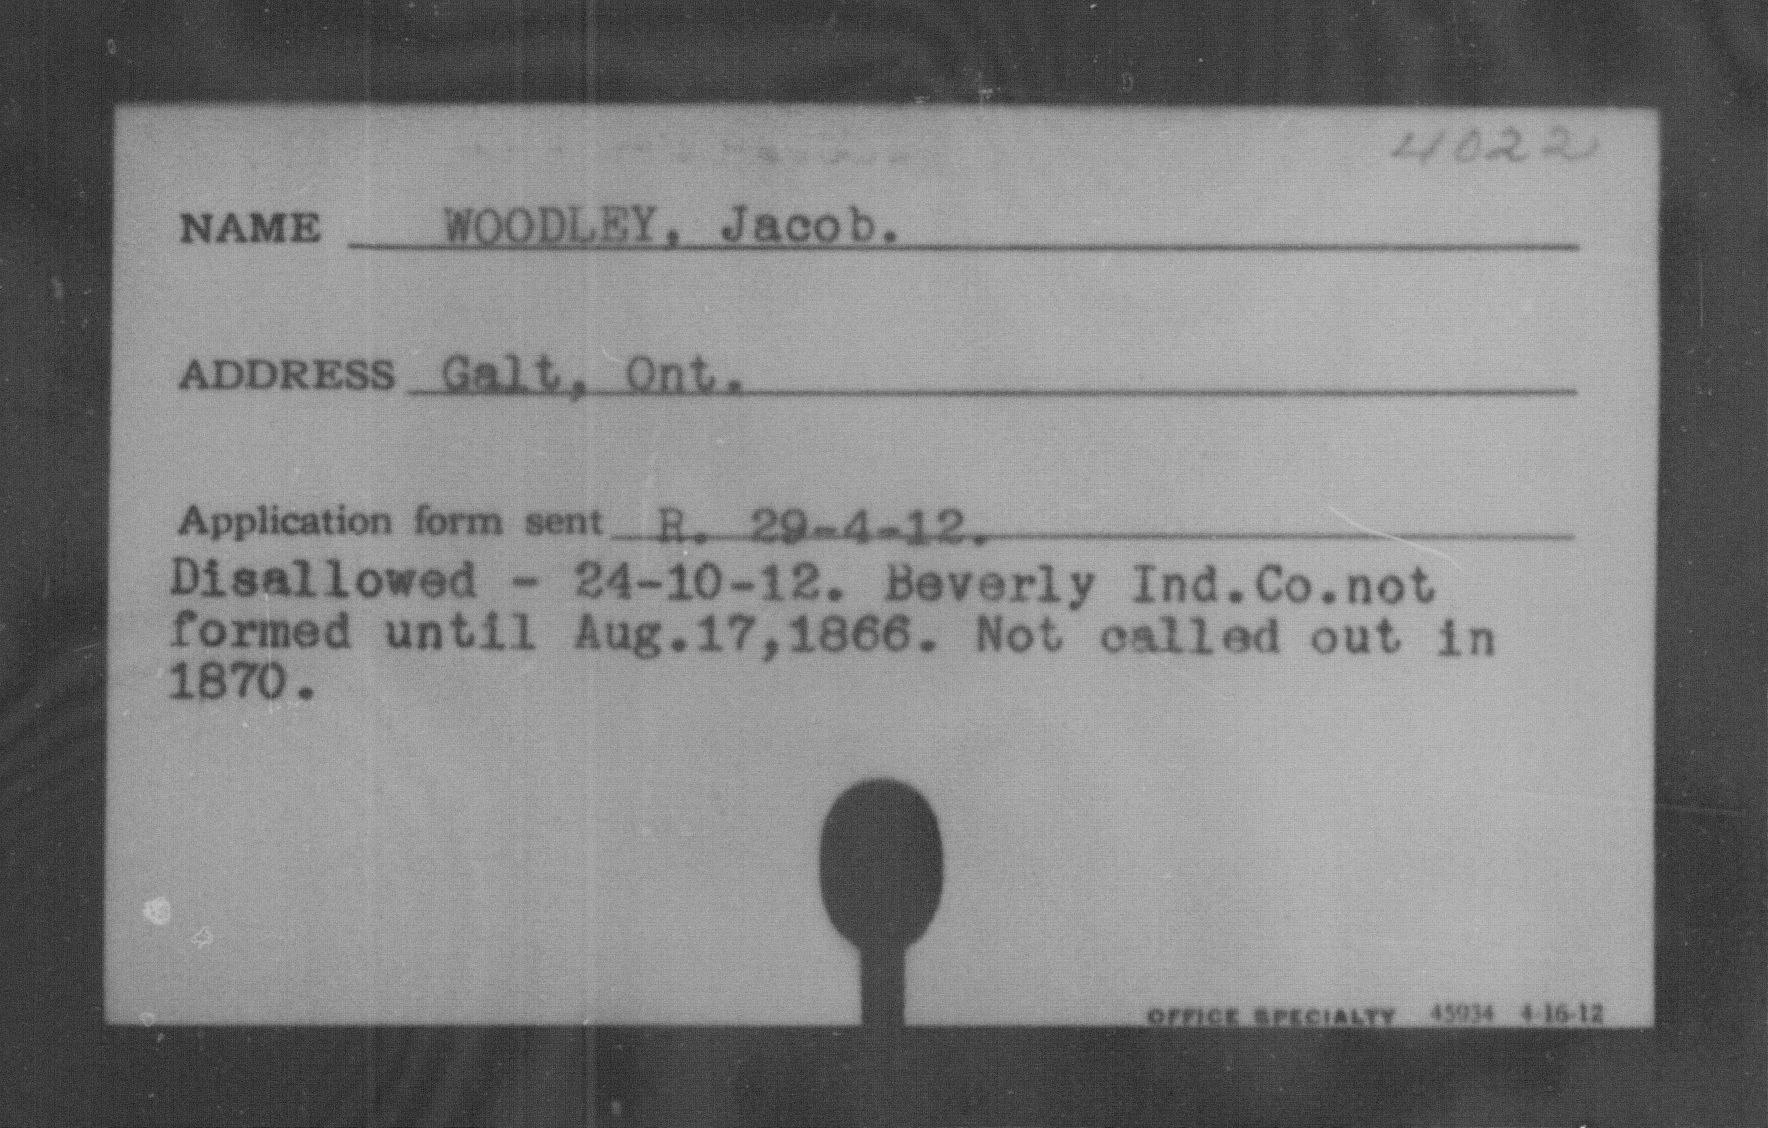 4022
NAME WOODLEY, Jacob.
ADDRESS Galt, Ont.
Application form sent R. 29-4-12.
Disallowed - 24-10-12. Beverly Ind.Co.not
formed until Aug.17,1866. Not called out in
1870.
OFFICE SPECIALTY 45934 4-16-12